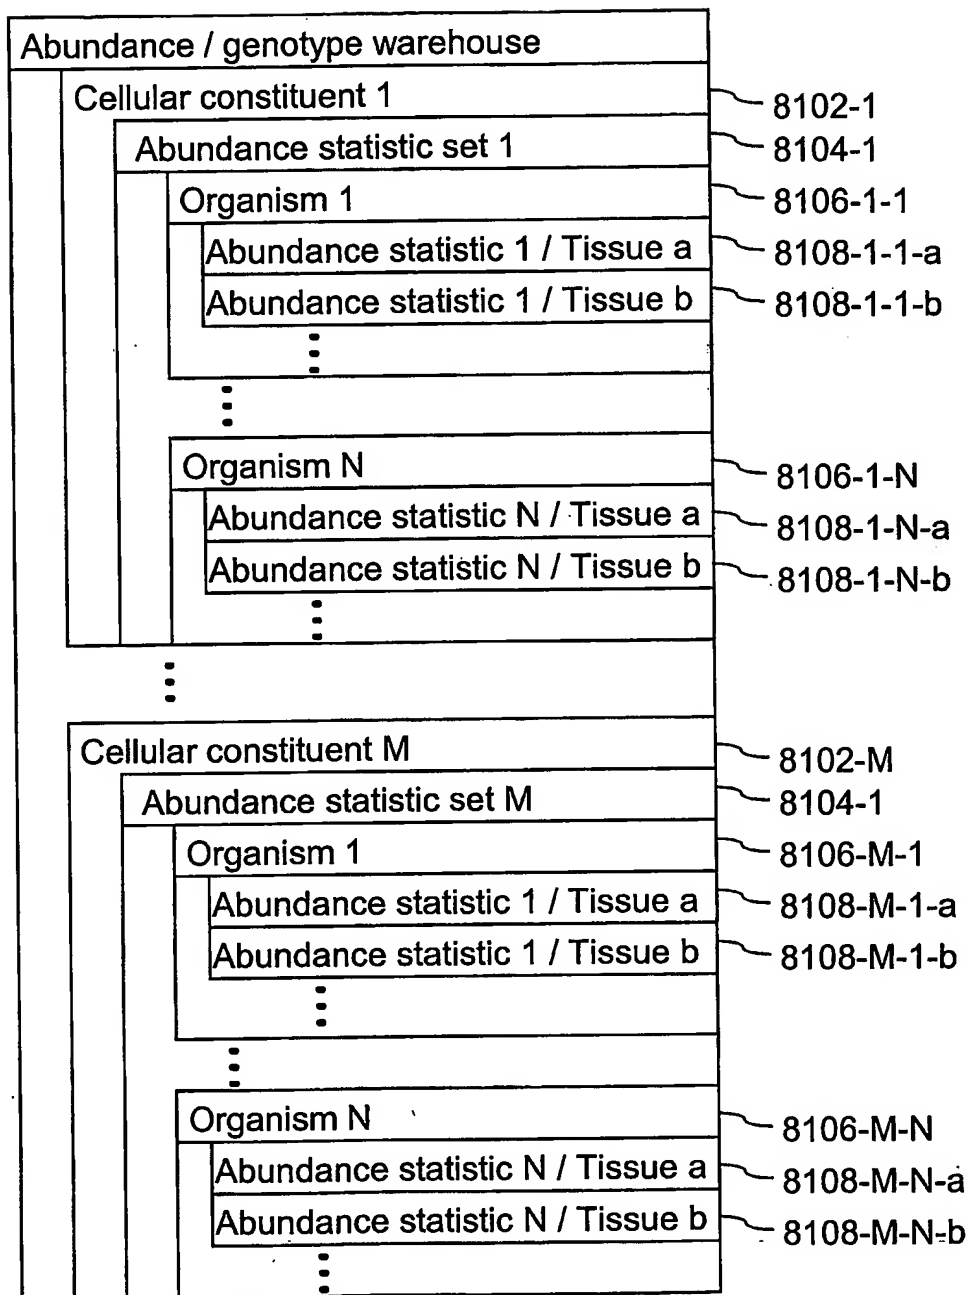 Abundance / genotype warehouse
Cellular constituent 1 8102-1
Abundance statistic set 1 8104-1
Organism 1 8106-1-1
Abundance statistic 1 / Tissue a 8108-1-1-a
Abundance statistic 1 / Tissue b 8108-1-1-b
Organism N 8106-1-N
Abundance statistic N / Tissue a 8108-1-N-a
Abundance statistic N / Tissue b 8108-1-N-b
Cellular constituent M 8102-M
Abundance statistic set M 8104-1
Organism 1 8106-M-1
Abundance statistic 1 / Tissue a 8108-M-1-a
Abundance statistic 1 / Tissue b 8108-M-1-b
Organism N 8106-M-N
Abundance statistic N / Tissue a 8108-M-N-a
Abundance statistic N / Tissue b 8108-M-N-b